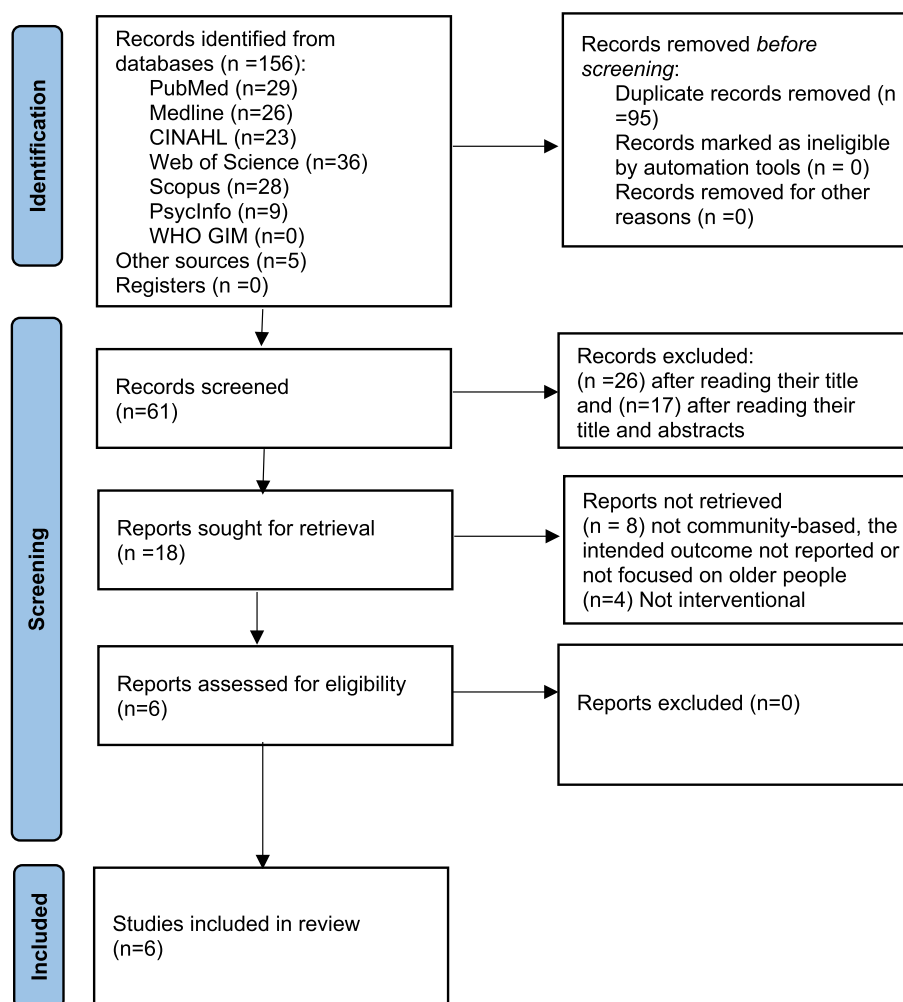 Identification
Records identified from
databases (n =156):
PubMed (n=29)
Medline (n=26)
CINAHL (n=23)
Web of Science (n=36)
Scopus (n=28)
PsycInfo (n=9)
WHO GIM (n=0)
Other sources (n=5)
Registers (n =0)
Records removed before
screening:
Duplicate records removed (n
=95)
Records marked as ineligible
by automation tools (n = 0)
Records removed for other
reasons (n =0)
Screening
Records screened
(n=61)
Records excluded:
(n =26) after reading their title
and (n=17) after reading their
title and abstracts
Reports sought for retrieval
(n =18)
Reports not retrieved
(n = 8) not community-based, the
intended outcome not reported or
not focused on older people
(n=4) Not interventional
Reports assessed for eligibility
(n=6)
Reports excluded (n=0)
Included
Studies included in review
(n=6)